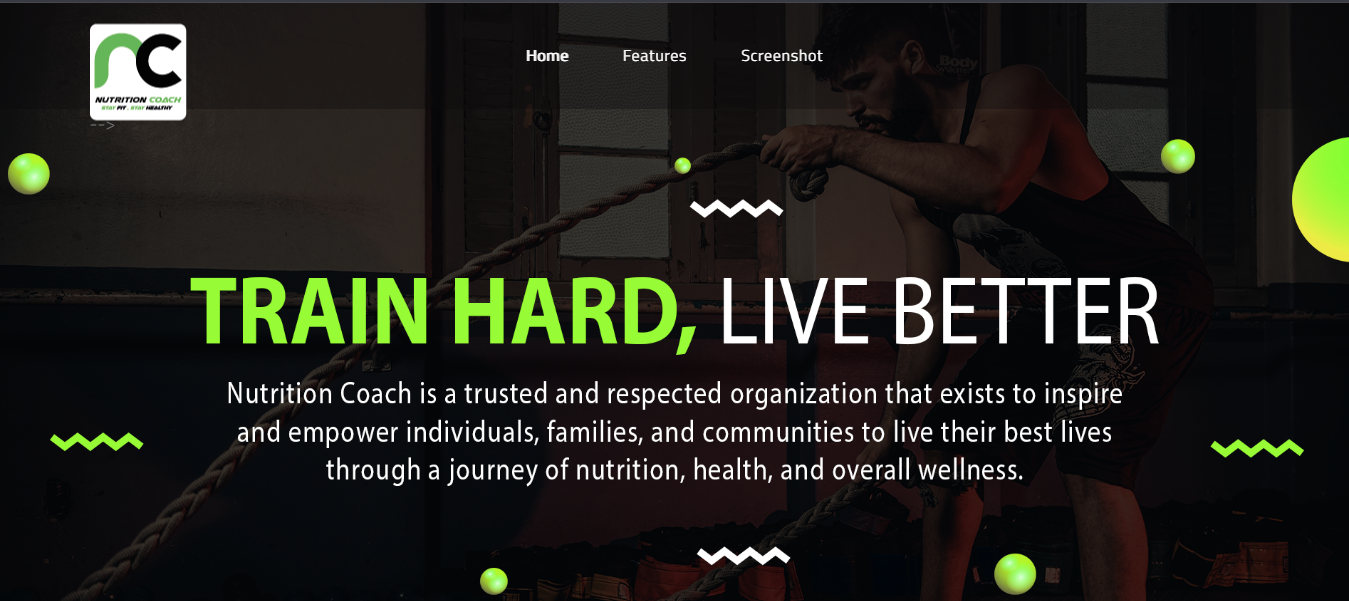 NUTRITION COACH
STAY FIT . STAY HEALTHY
Home
Features
Screenshot
-->
Body
TRAIN HARD, LIVE BETTER
Nutrition Coach is a trusted and respected organization that exists to inspire
and empower individuals, families, and communities to live their best lives
through a journey of nutrition, health, and overall wellness.